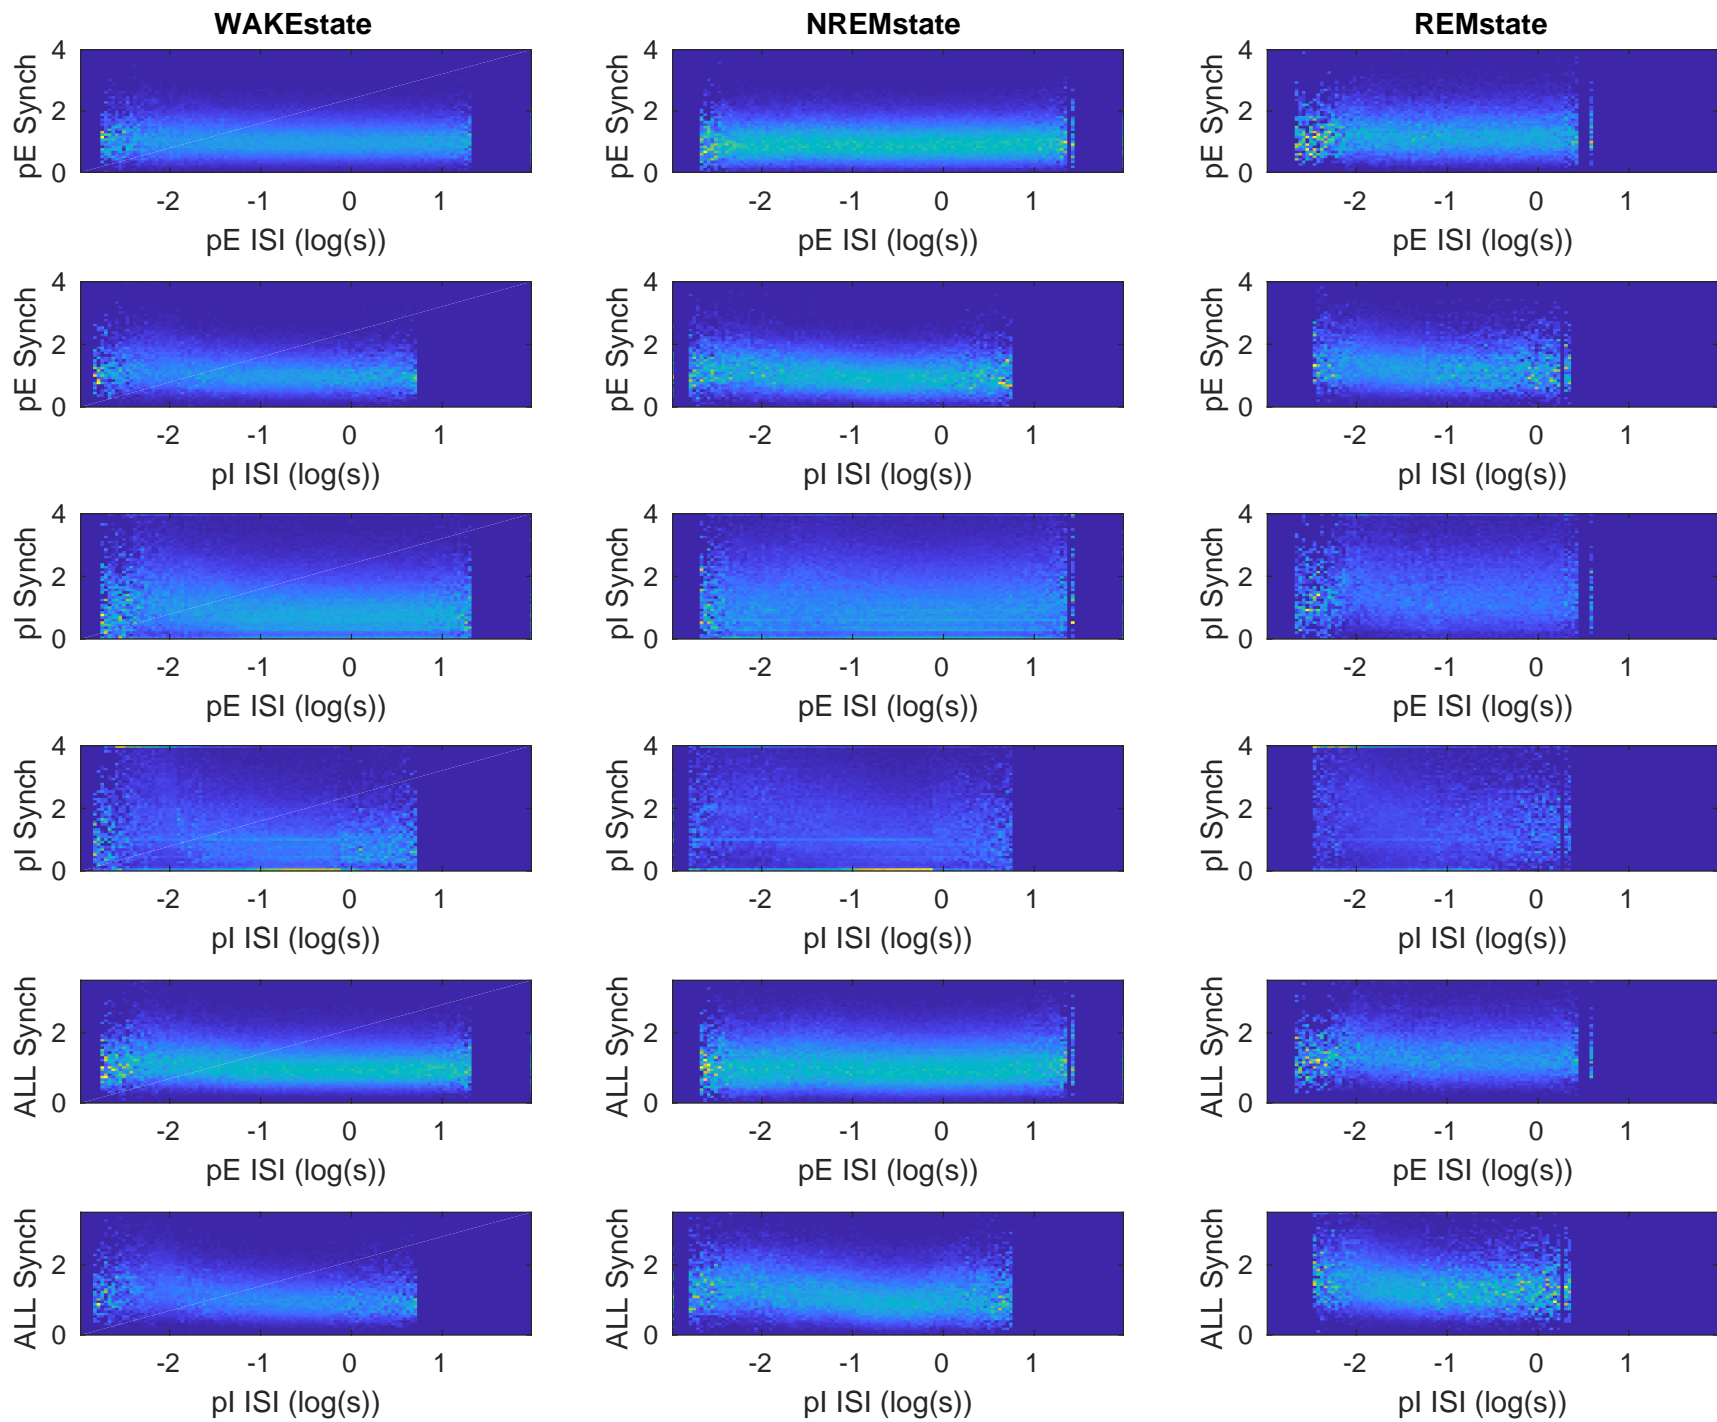 WAKEstate NREMstate REMstate
4 4 4
pE Synch pE Synch pE Synch
2 2 2
0 0 0
-2 -1 0 1 -2 -1 0 1 -2 -1 0 1
pE ISI (log(s)) pE ISI (log(s)) pE ISI (log(s))
4 4 4
pE Synch pE Synch pE Synch
2 2 2
0 0 0
-2 -1 0 1 -2 -1 0 1 -2 -1 0 1
pI ISI (log(s)) pI ISI (log(s)) pI ISI (log(s))
4 4 4
pI Synch pI Synch pI Synch
2 2 2
0 0 0
-2 -1 0 1 -2 -1 0 1 -2 -1 0 1
pE ISI (log(s)) pE ISI (log(s)) pE ISI (log(s))
4 4 4
pI Synch pI Synch pI Synch
2 2 2
0 0 0
-2 -1 0 1 -2 -1 0 1 -2 -1 0 1
pI ISI (log(s)) pI ISI (log(s)) pI ISI (log(s))
ALL Synch ALL Synch ALL Synch
2 2 2
0 0 0
-2 -1 0 1 -2 -1 0 1 -2 -1 0 1
pE ISI (log(s)) pE ISI (log(s)) pE ISI (log(s))
ALL Synch ALL Synch ALL Synch
2 2 2
0 0 0
-2 -1 0 1 -2 -1 0 1 -2 -1 0 1
pI ISI (log(s)) pI ISI (log(s)) pI ISI (log(s))